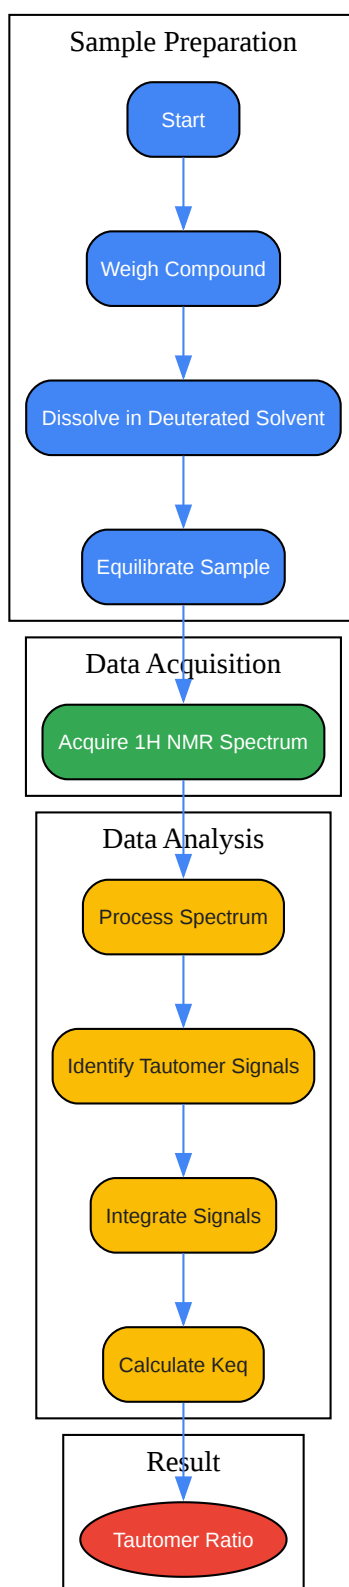 Sample Preparation
Start
Weigh Compound
Dissolve in Deuterated Solvent
Equilibrate Sample
Data Acquisition
Acquire 1H NMR Spectrum
Data Analysis
Process Spectrum
Identify Tautomer Signals
Integrate Signals
Calculate Keq
Result
Tautomer Ratio